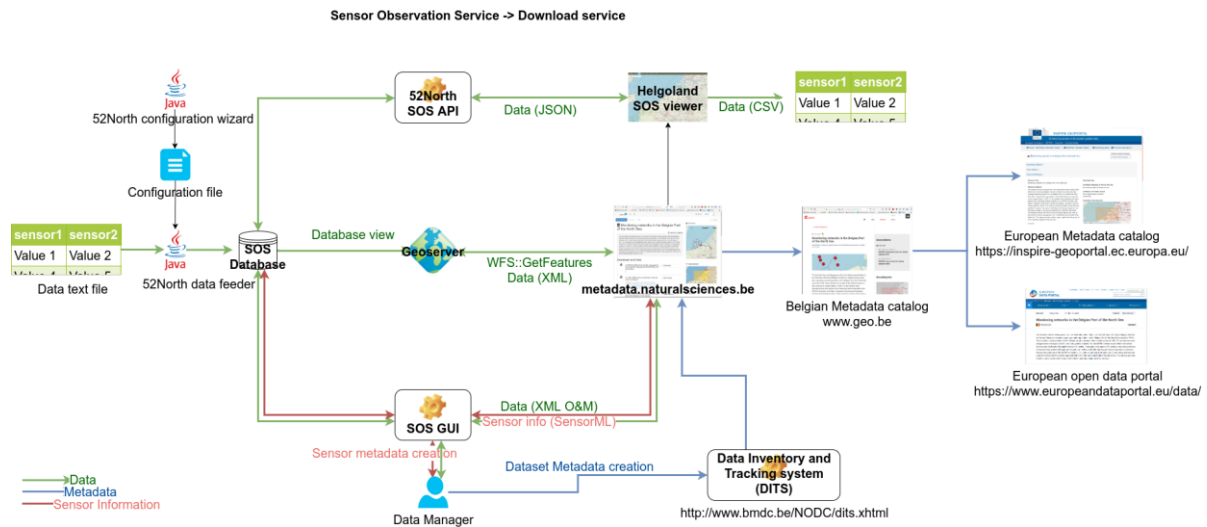 Sensor Observation Service -> Download service
Java
52North configuration wizard
Configuration file
sensor1 sensor2
Value 1 Value 2
Data text file
Java
52North data feeder
SOS
Database
52North
SOS API
Data (JSON)
Helgoland
SOS viewer
Data (CSV)
sensor1 sensor2
Value 1 Value 2
Database view
Geoserver
WFS::GetFeatures
Data (XML)
metadata.naturalsciences.be
Belgian Metadata catalog
www.geo.be
European Metadata catalog
https://inspire-geoportal.ec.europa.eu/
European open data portal
https://www.europeandataportal.eu/data/
SOS GUI
Data (XML O&M)
Sensor info (SensorML)
Sensor metadata creation
Data Manager
Dataset Metadata creation
Data Inventory and
Tracking system
(DITS)
http://www.bmdc.be/NODC/dits.xhtml
Data
Metadata
Sensor Information